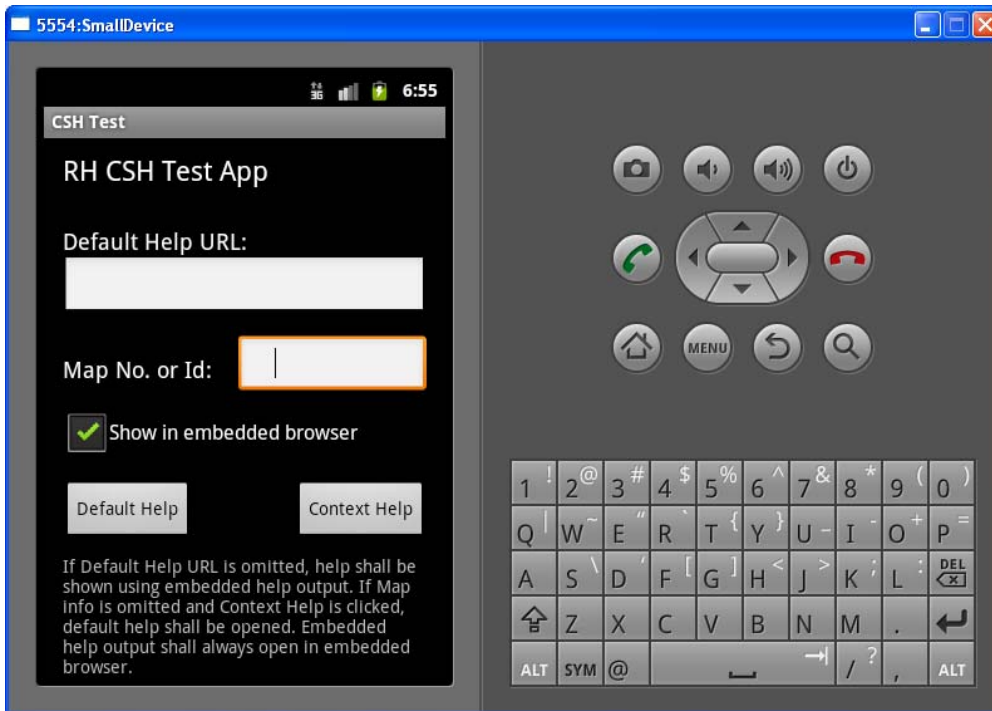 5554:SmallDevice
3G 6:55
CSH Test
RH CSH Test App
Default Help URL:
Map No. or Id:
Show in embedded browser
Default Help Context Help
If Default Help URL is omitted, help shall be
shown using embedded help output. If Map
info is omitted and Context Help is clicked,
default help shall be opened. Embedded
help output shall always open in embedded
browser.
MENU
1 ! 2 @ 3 # 4 $ 5 % 6 ^ 7 & 8 * 9 ( 0 )
Q | W ~ E " R ` T { Y } U _ I - O + P =
A S \ D ' F [ G ] H < J > K ; L : DEL
Z X C V B N M .
ALT SYM @ / ? , ALT